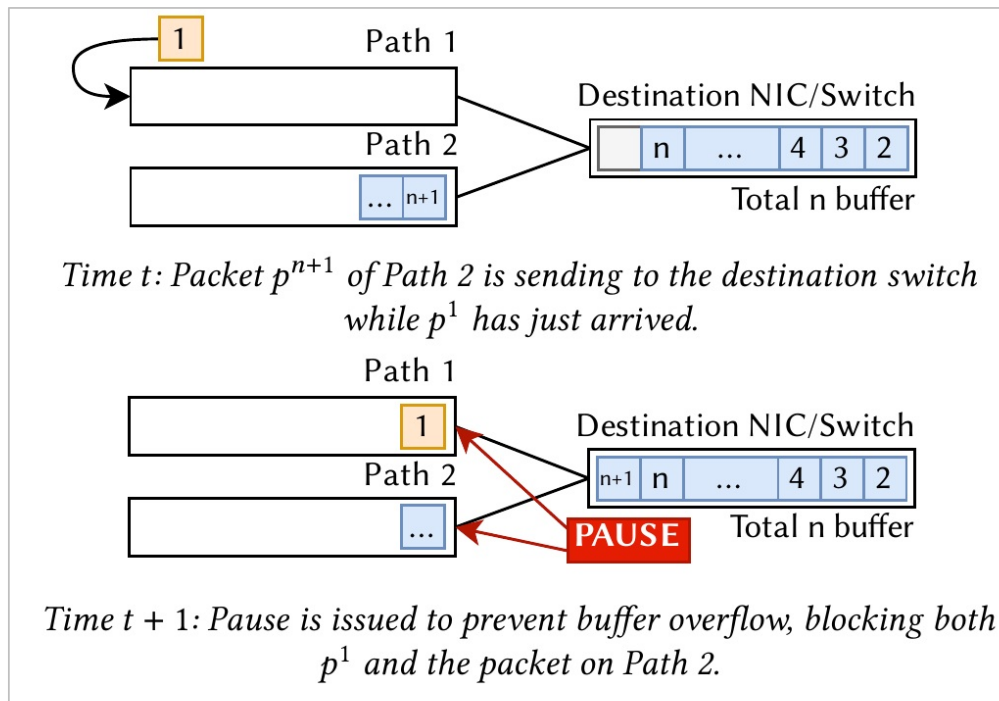 1
Path 1
Destination NIC/Switch
Path 2
n ... 4 3 2
... n+1
Total n buffer
Time t: Packet pⁿ⁺¹ of Path 2 is sending to the destination switch
while p¹ has just arrived.
Path 1
1
Destination NIC/Switch
Path 2
n+1 n ... 4 3 2
...
PAUSE
Total n buffer
Time t + 1: Pause is issued to prevent buffer overflow, blocking both
p¹ and the packet on Path 2.